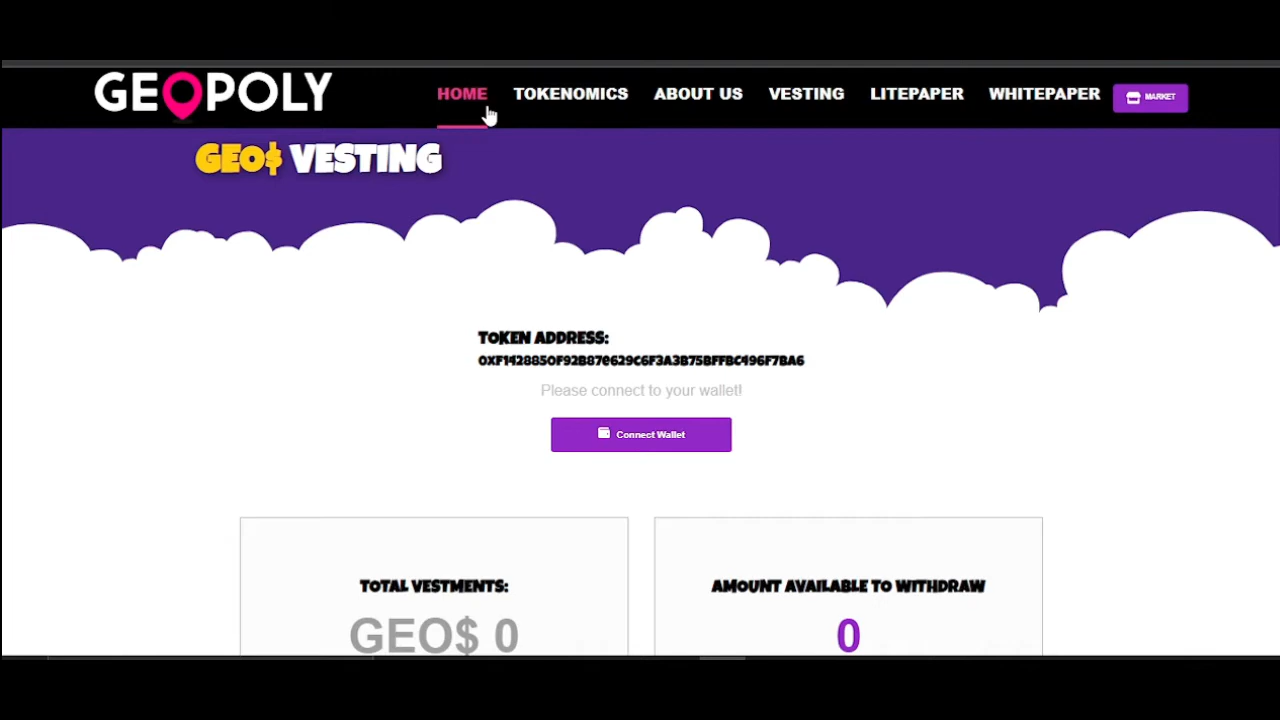 GEOPOLY
HOME TOKENOMICS ABOUT US VESTING LITEPAPER WHITEPAPER MARKET
GEO$ VESTING
TOKEN ADDRESS:
0XF1428850F92B87e629C6F3A3B75BFFBC496F7BA6
Please connect to your wallet!
Connect Wallet
TOTAL VESTMENTS: AMOUNT AVAILABLE TO WITHDRAW
GEO$ 0 0